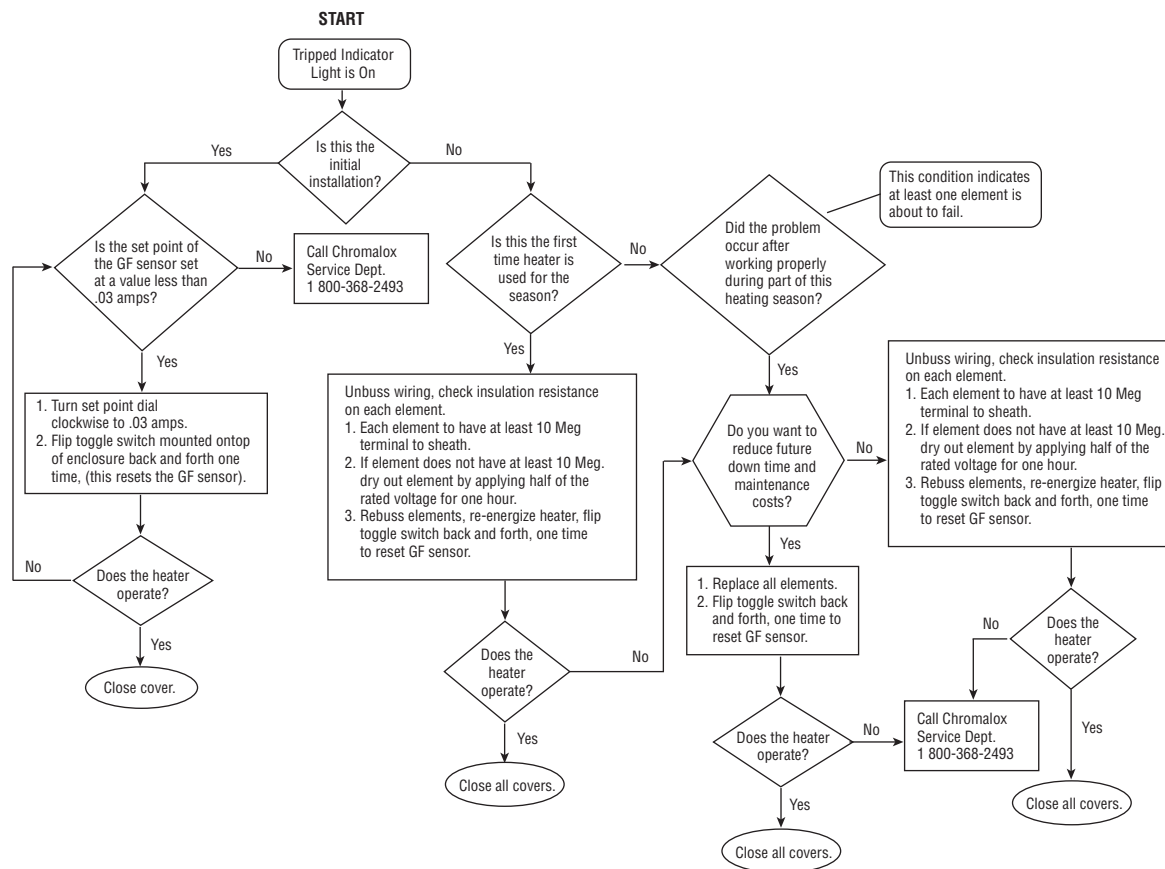 START
Tripped Indicator
Light is On
Is this the
initial
installation?
Yes
No
Is the set point of
the GF sensor set
at a value less than
.03 amps?
No
Call Chromalox
Service Dept.
1 800-368-2493
Yes
1. Turn set point dial
clockwise to .03 amps.
2. Flip toggle switch mounted ontop
of enclosure back and forth one
time, (this resets the GF sensor).
Does the heater
operate?
No
Yes
Close cover.
Is this the first
time heater is
used for the
season?
No
Yes
Unbuss wiring, check insulation resistance
on each element.
1. Each element to have at least 10 Meg
terminal to sheath.
2. If element does not have at least 10 Meg.
dry out element by applying half of the
rated voltage for one hour.
3. Rebuss elements, re-energize heater, flip
toggle switch back and forth, one time
to reset GF sensor.
Does the
heater
operate?
No
Yes
Close all covers.
Did the problem
occur after
working properly
during part of this
heating season?
This condition indicates
at least one element is
about to fail.
Yes
Do you want to
reduce future
down time and
maintenance
costs?
No
Yes
1. Replace all elements.
2. Flip toggle switch back
and forth, one time to
reset GF sensor.
Does the heater
operate?
No
Yes
Close all covers.
Unbuss wiring, check insulation resistance
on each element.
1. Each element to have at least 10 Meg
terminal to sheath.
2. If element does not have at least 10 Meg.
dry out element by applying half of the
rated voltage for one hour.
3. Rebuss elements, re-energize heater, flip
toggle switch back and forth, one time
to reset GF sensor.
Does the
heater
operate?
No
Call Chromalox
Service Dept.
1 800-368-2493
Yes
Close all covers.